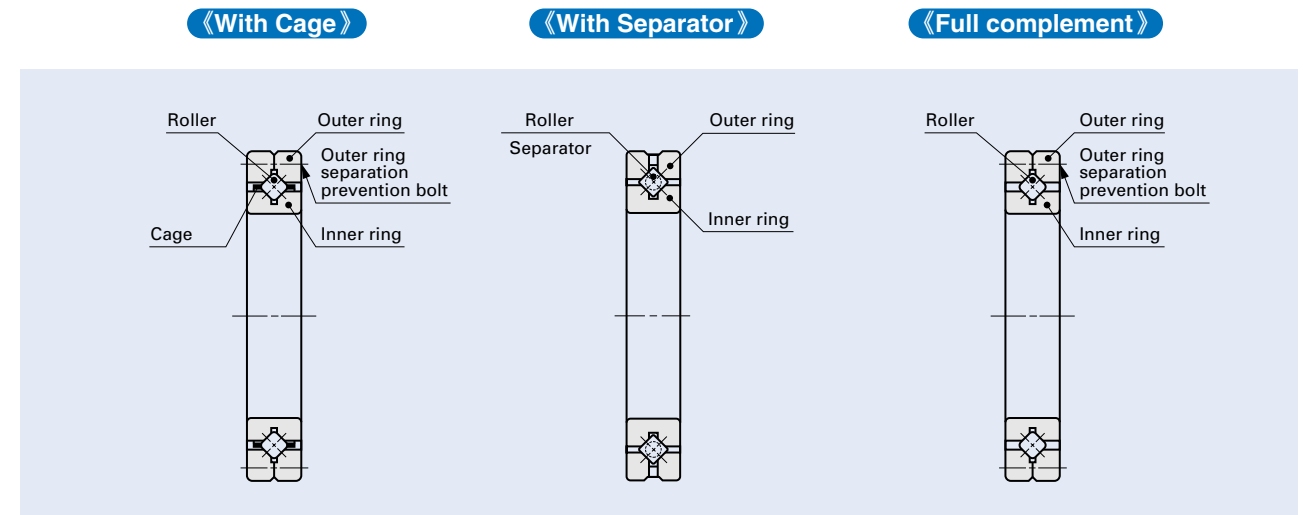 《With Cage》
《With Separator》
《Full complement》
Roller
Outer ring
Outer ring
separation
prevention bolt
Cage
Inner ring
Roller
Separator
Outer ring
Inner ring
Roller
Outer ring
Outer ring
separation
prevention bolt
Inner ring